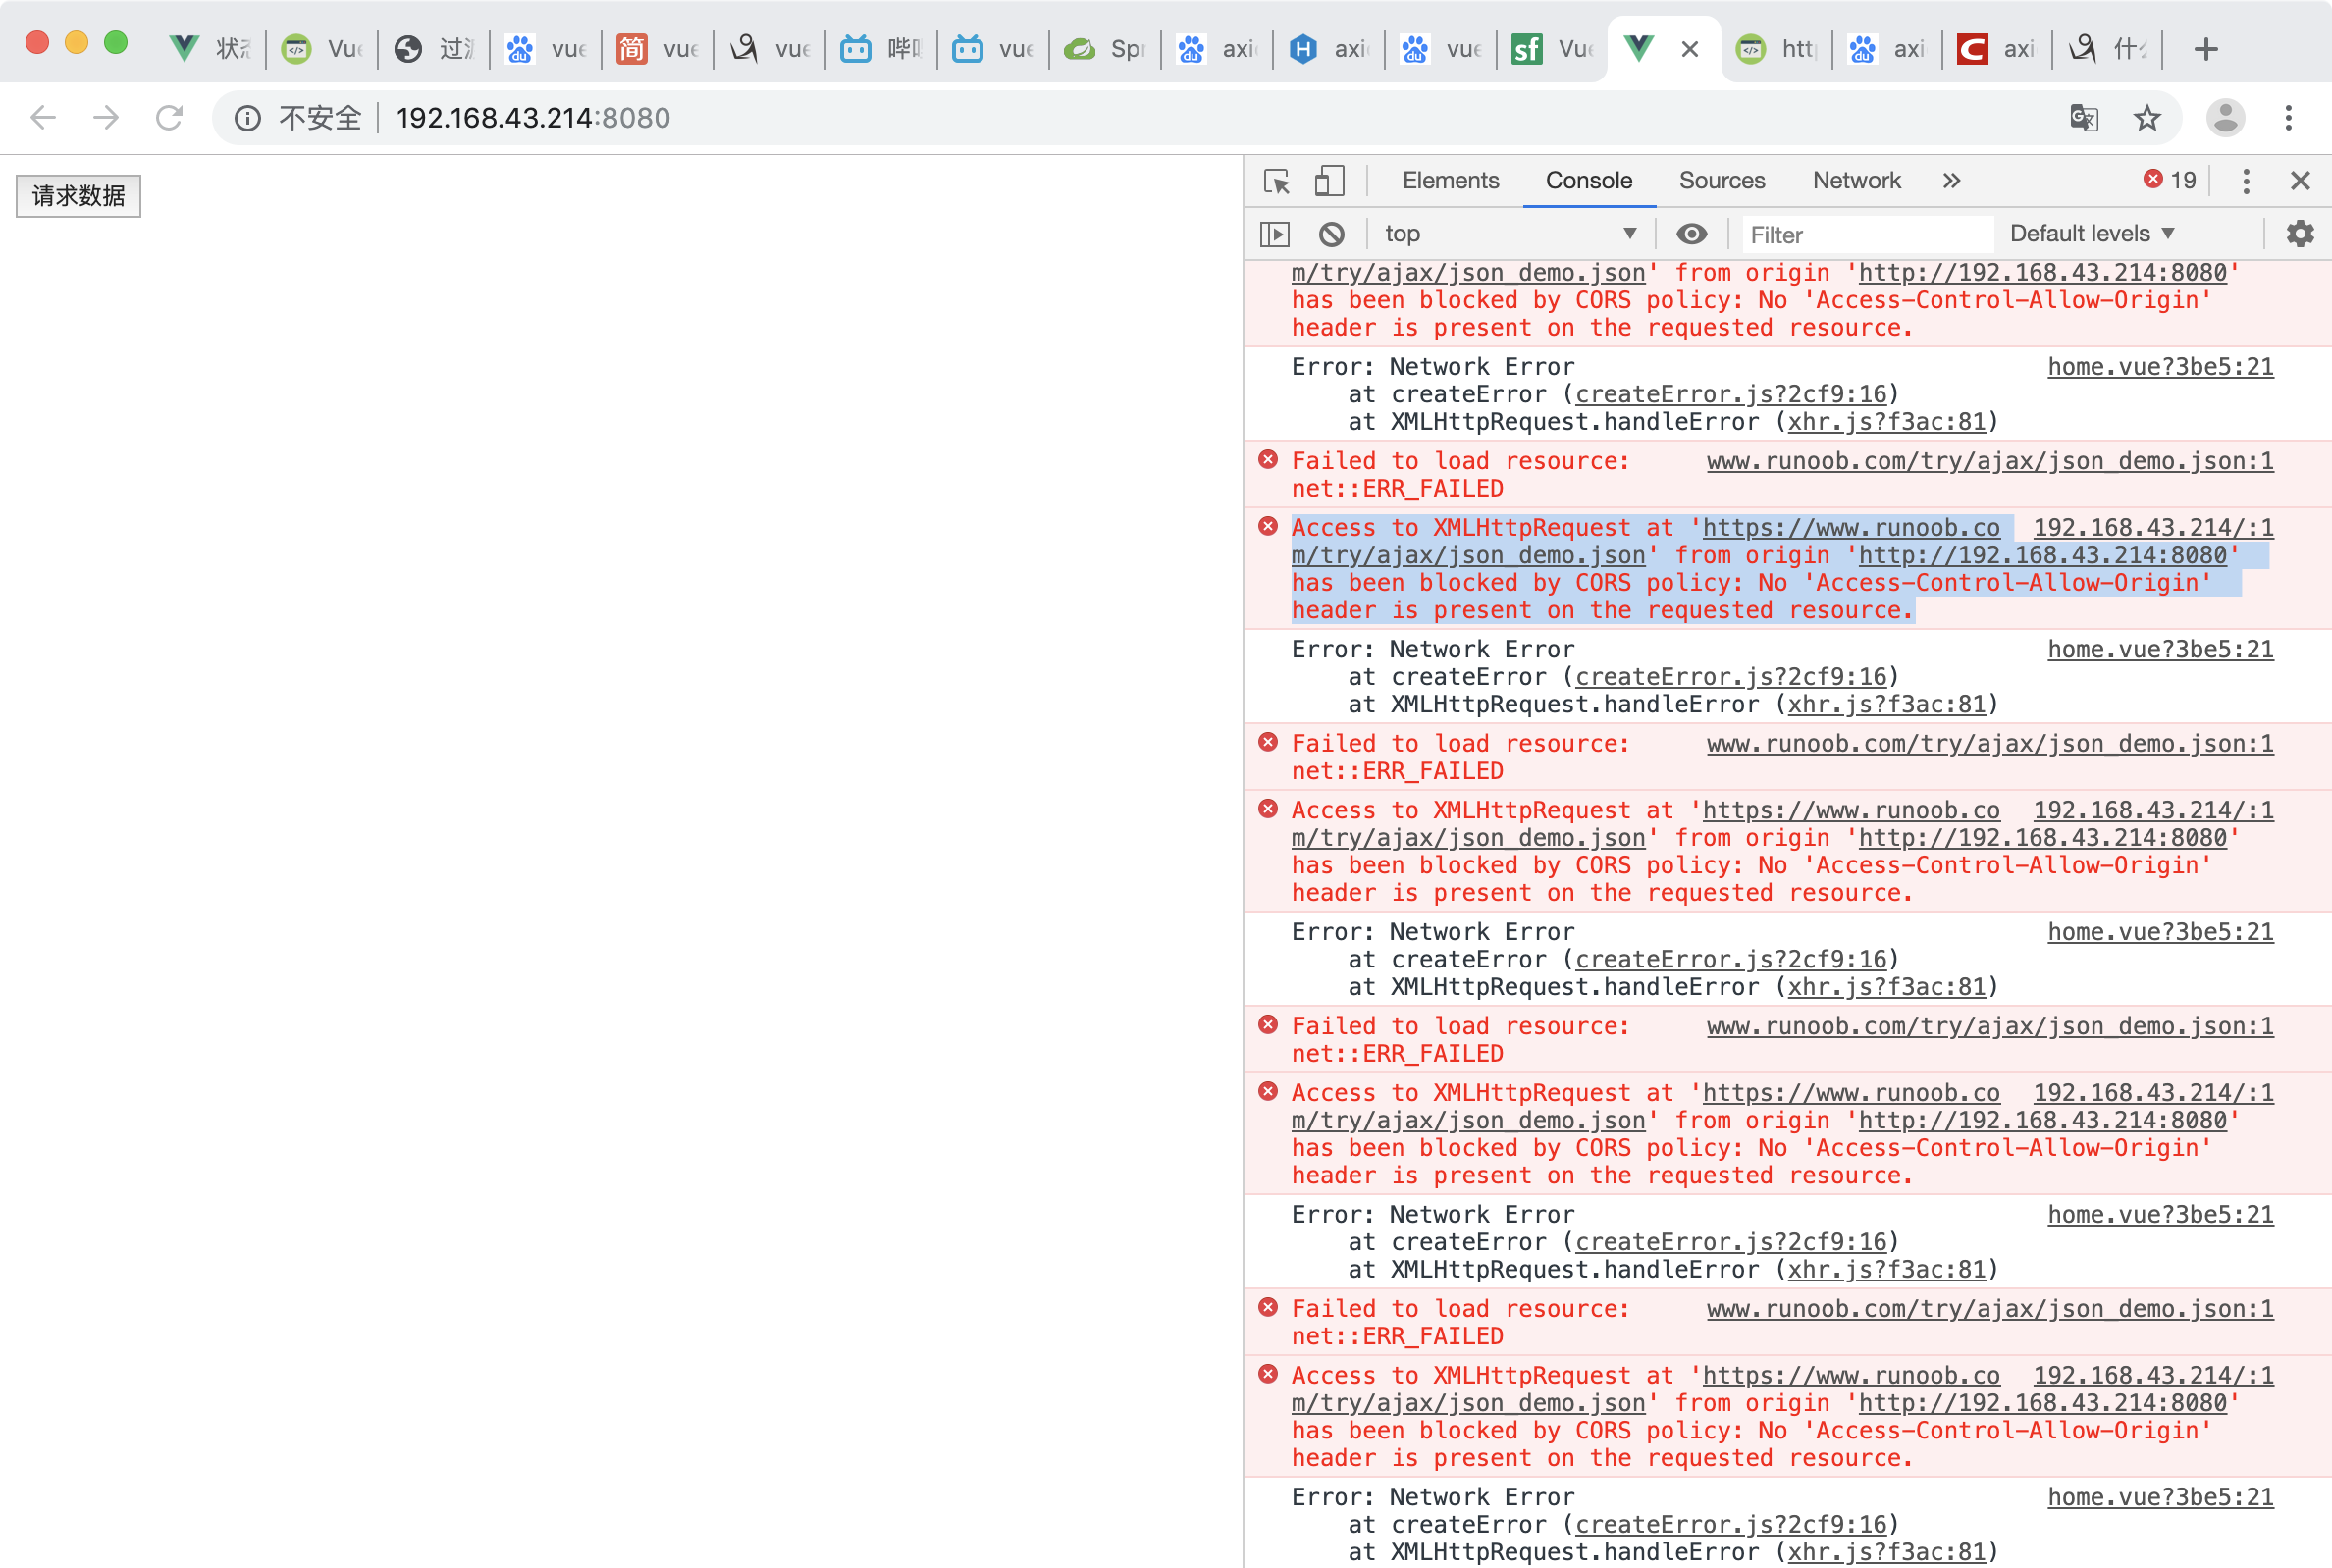 Vue
vue
简
vue
vue
vue
Spr
axi
H
axi
vue
sf
Vue
http
axi
C
axi
什么
不安全
192.168.43.214:8080
请求数据
Elements
Console
Sources
Network
19
top
Filter
Default levels
m/try/ajax/json_demo.json' from origin 'http://192.168.43.214:8080'
has been blocked by CORS policy: No 'Access-Control-Allow-Origin'
header is present on the requested resource.
Error: Network Error home.vue?3be5:21
at createError (createError.js?2cf9:16)
at XMLHttpRequest.handleError (xhr.js?f3ac:81)
Failed to load resource: www.runoob.com/try/ajax/json_demo.json:1
net::ERR_FAILED
Access to XMLHttpRequest at 'https://www.runoob.co 192.168.43.214/:1
m/try/ajax/json_demo.json' from origin 'http://192.168.43.214:8080'
has been blocked by CORS policy: No 'Access-Control-Allow-Origin'
header is present on the requested resource.
Error: Network Error home.vue?3be5:21
at createError (createError.js?2cf9:16)
at XMLHttpRequest.handleError (xhr.js?f3ac:81)
Failed to load resource: www.runoob.com/try/ajax/json_demo.json:1
net::ERR_FAILED
Access to XMLHttpRequest at 'https://www.runoob.co 192.168.43.214/:1
m/try/ajax/json_demo.json' from origin 'http://192.168.43.214:8080'
has been blocked by CORS policy: No 'Access-Control-Allow-Origin'
header is present on the requested resource.
Error: Network Error home.vue?3be5:21
at createError (createError.js?2cf9:16)
at XMLHttpRequest.handleError (xhr.js?f3ac:81)
Failed to load resource: www.runoob.com/try/ajax/json_demo.json:1
net::ERR_FAILED
Access to XMLHttpRequest at 'https://www.runoob.co 192.168.43.214/:1
m/try/ajax/json_demo.json' from origin 'http://192.168.43.214:8080'
has been blocked by CORS policy: No 'Access-Control-Allow-Origin'
header is present on the requested resource.
Error: Network Error home.vue?3be5:21
at createError (createError.js?2cf9:16)
at XMLHttpRequest.handleError (xhr.js?f3ac:81)
Failed to load resource: www.runoob.com/try/ajax/json_demo.json:1
net::ERR_FAILED
Access to XMLHttpRequest at 'https://www.runoob.co 192.168.43.214/:1
m/try/ajax/json_demo.json' from origin 'http://192.168.43.214:8080'
has been blocked by CORS policy: No 'Access-Control-Allow-Origin'
header is present on the requested resource.
Error: Network Error home.vue?3be5:21
at createError (createError.js?2cf9:16)
at XMLHttpRequest.handleError (xhr.js?f3ac:81)